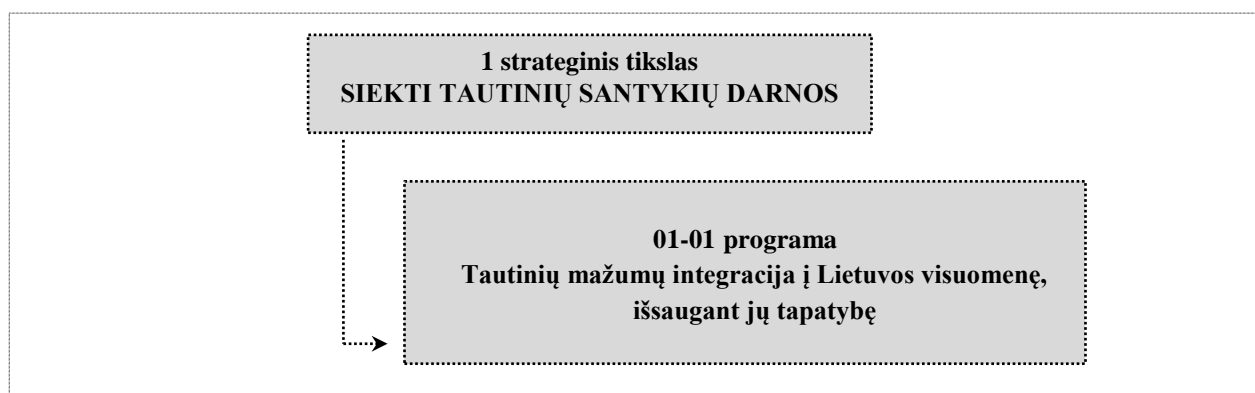 1 strateginis tikslas
SIEKTI TAUTINIŲ SANTYKIŲ DARNOS
01-01 programa
Tautinių mažumų integracija į Lietuvos visuomenę,
išsaugant jų tapatybę